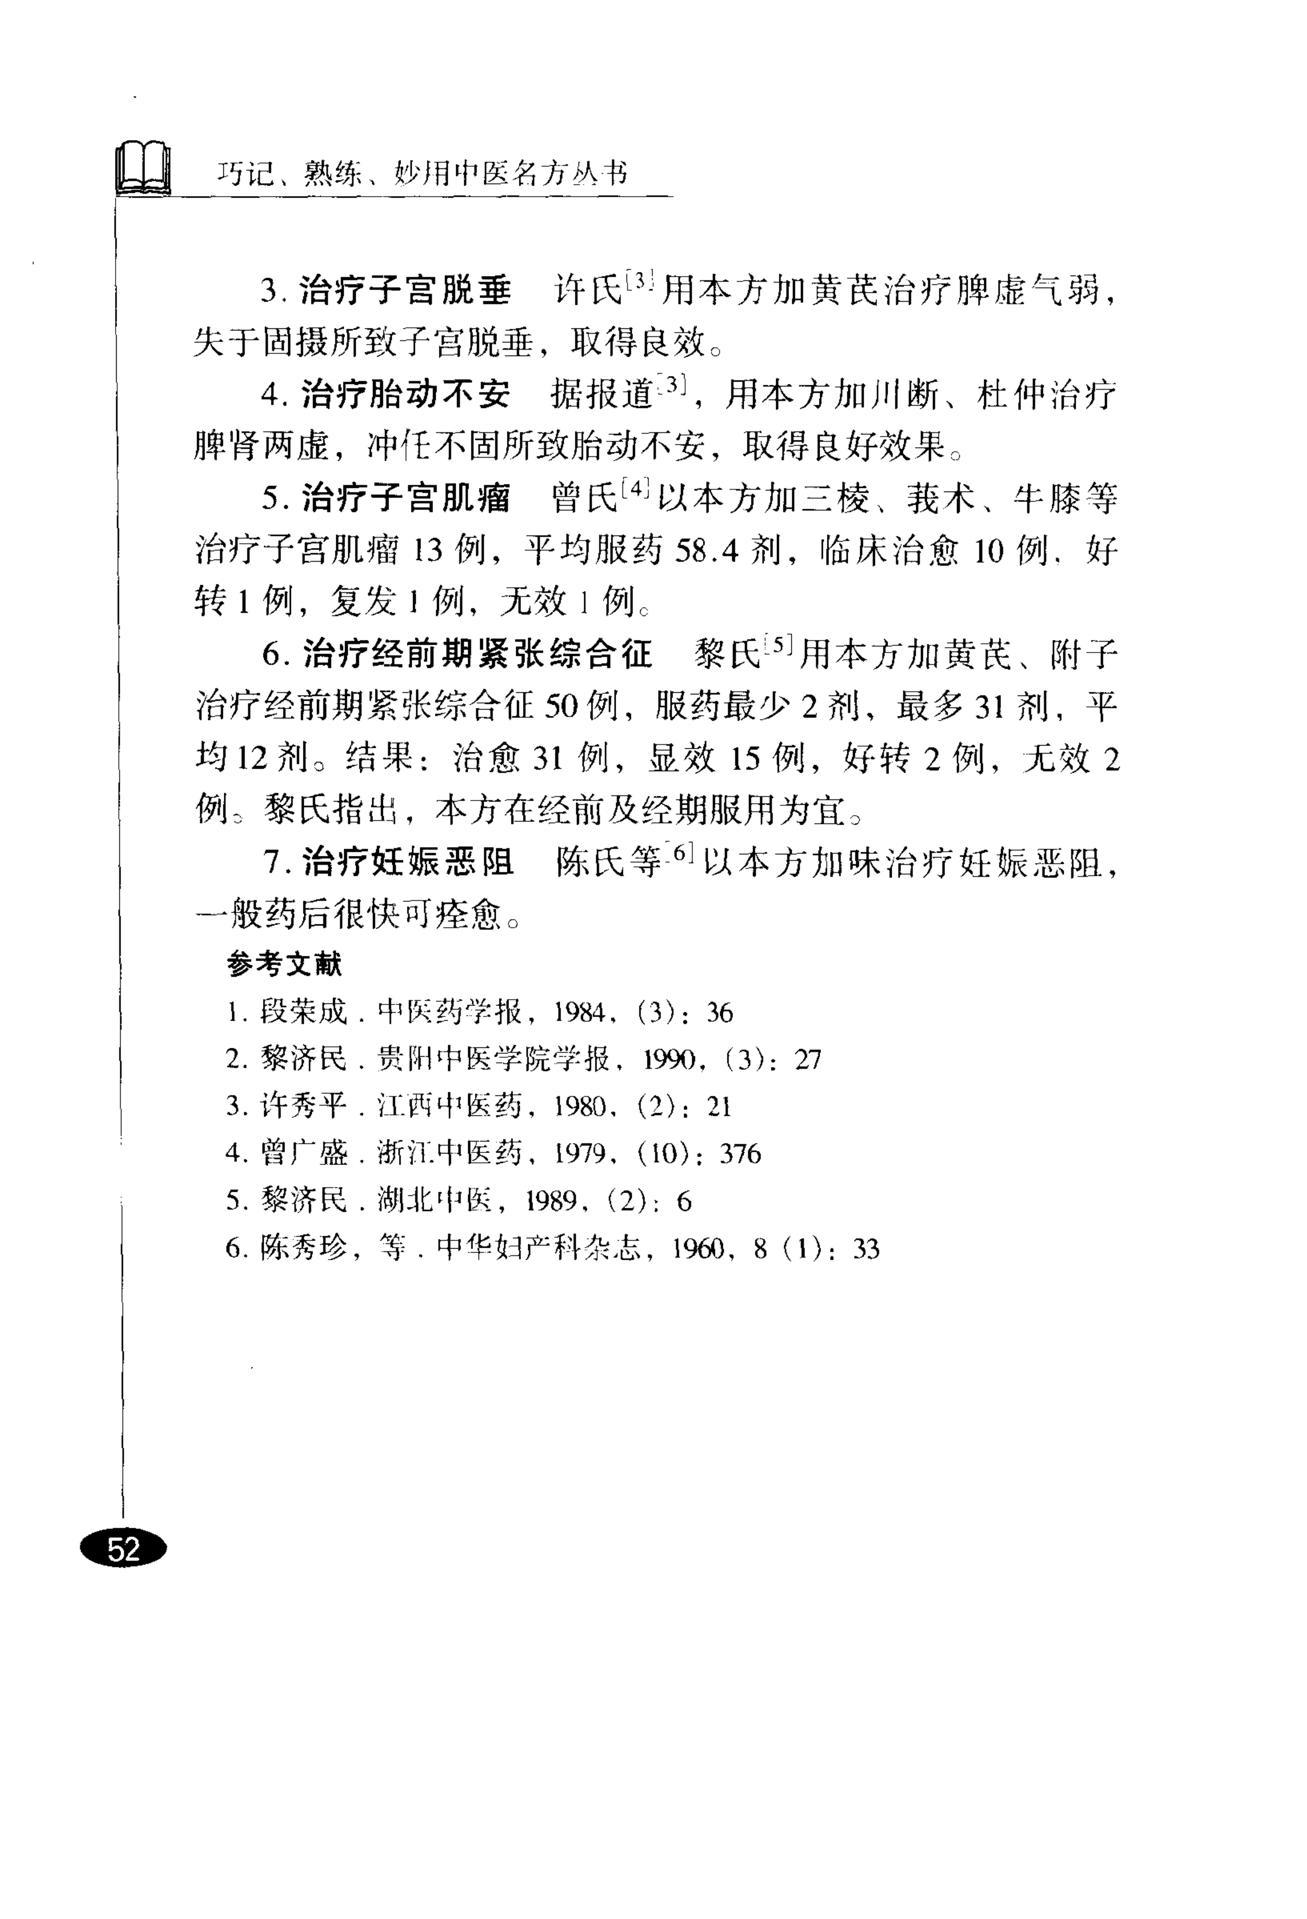 巧记、熟练、妙用中医名方丛书
3. 治疗子宫脱垂　许氏[3]用本方加黄芪治疗脾虚气弱，
失于固摄所致子宫脱垂，取得良效。
4. 治疗胎动不安　据报道[3]，用本方加川断、杜仲治疗
脾肾两虚，冲任不固所致胎动不安，取得良好效果。
5. 治疗子宫肌瘤　曾氏[4]以本方加三棱、莪术、牛膝等
治疗子宫肌瘤 13 例，平均服药 58.4 剂，临床治愈 10 例，好
转 1 例，复发 1 例，无效 1 例。
6. 治疗经前期紧张综合征　黎氏[5]用本方加黄芪、附子
治疗经前期紧张综合征 50 例，服药最少 2 剂，最多 31 剂，平
均 12 剂。结果：治愈 31 例，显效 15 例，好转 2 例，无效 2
例。黎氏指出，本方在经前及经期服用为宜。
7. 治疗妊娠恶阻　陈氏等[6]以本方加味治疗妊娠恶阻，
一般药后很快可痊愈。
参考文献
1. 段荣成．中医药学报，1984，(3)：36
2. 黎济民．贵阳中医学院学报，1990，(3)：27
3. 许秀平．江西中医药，1980，(2)：21
4. 曾广盛．浙江中医药，1979，(10)：376
5. 黎济民．湖北中医，1989，(2)：6
6. 陈秀珍，等．中华妇产科杂志，1960，8 (1)：33
52